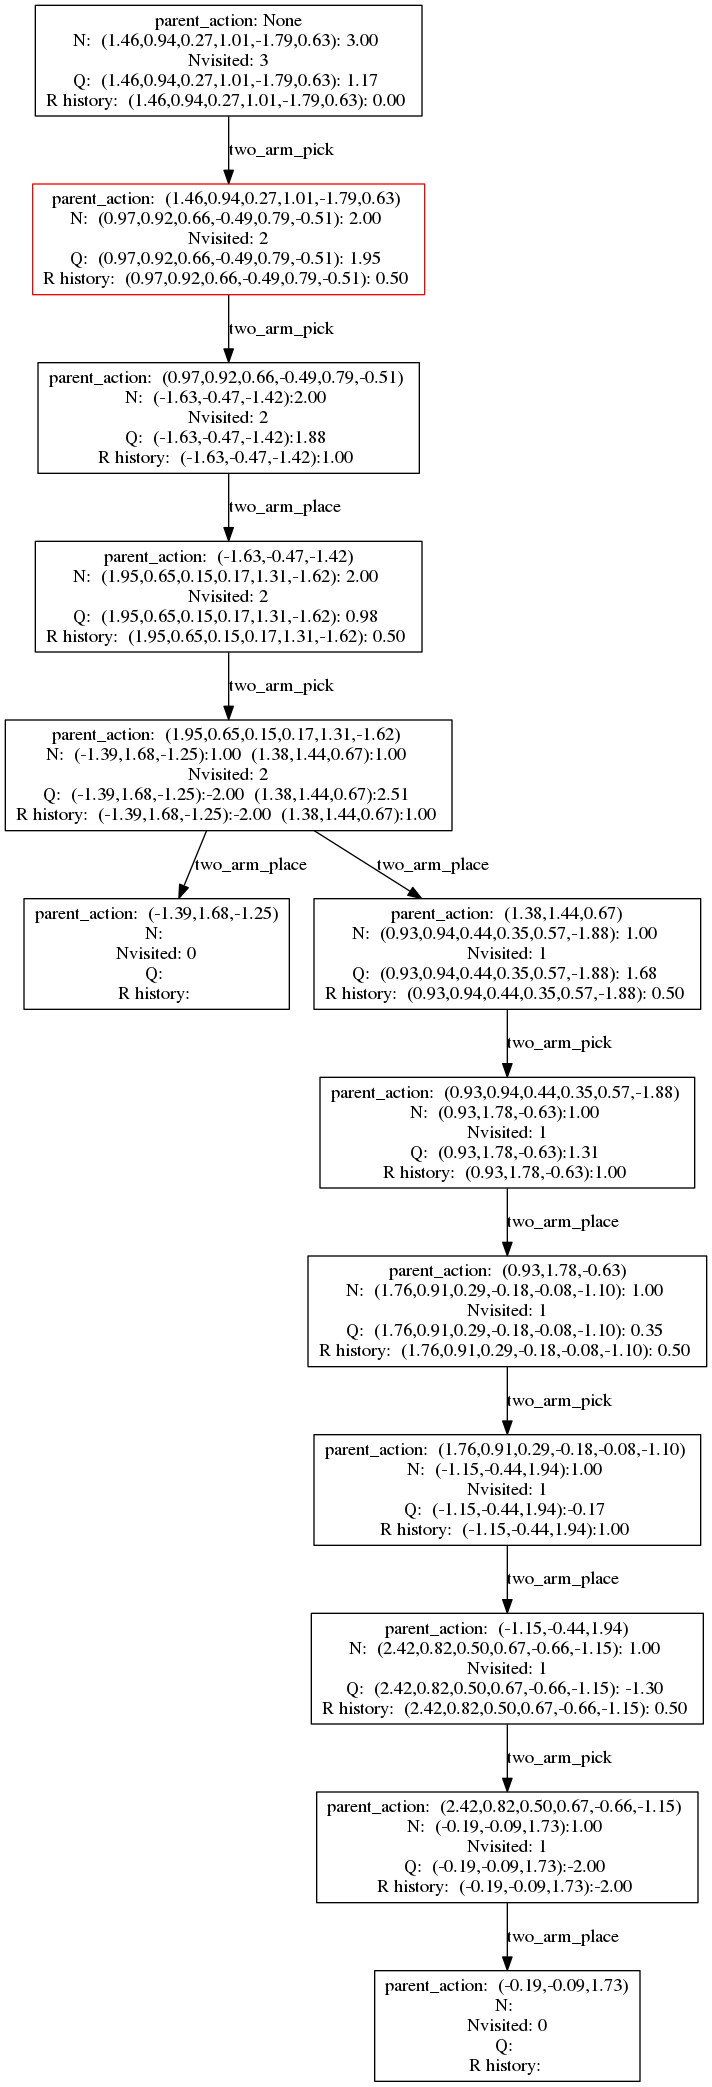 parent_action: None
N: (1.46,0.94,0.27,1.01,-1.79,0.63): 3.00
Nvisited: 3
Q: (1.46,0.94,0.27,1.01,-1.79,0.63): 1.17
R history: (1.46,0.94,0.27,1.01,-1.79,0.63): 0.00
two_arm_pick
parent_action: (1.46,0.94,0.27,1.01,-1.79,0.63)
N: (0.97,0.92,0.66,-0.49,0.79,-0.51): 2.00
Nvisited: 2
Q: (0.97,0.92,0.66,-0.49,0.79,-0.51): 1.95
R history: (0.97,0.92,0.66,-0.49,0.79,-0.51): 0.50
two_arm_pick
parent_action: (0.97,0.92,0.66,-0.49,0.79,-0.51)
N: (-1.63,-0.47,-1.42):2.00
Nvisited: 2
Q: (-1.63,-0.47,-1.42):1.88
R history: (-1.63,-0.47,-1.42):1.00
two_arm_place
parent_action: (-1.63,-0.47,-1.42)
N: (1.95,0.65,0.15,0.17,1.31,-1.62): 2.00
Nvisited: 2
Q: (1.95,0.65,0.15,0.17,1.31,-1.62): 0.98
R history: (1.95,0.65,0.15,0.17,1.31,-1.62): 0.50
two_arm_pick
parent_action: (1.95,0.65,0.15,0.17,1.31,-1.62)
N: (-1.39,1.68,-1.25):1.00 (1.38,1.44,0.67):1.00
Nvisited: 2
Q: (-1.39,1.68,-1.25):-2.00 (1.38,1.44,0.67):2.51
R history: (-1.39,1.68,-1.25):-2.00 (1.38,1.44,0.67):1.00
two_arm_place
two_arm_place
parent_action: (-1.39,1.68,-1.25)
N:
Nvisited: 0
Q:
R history:
parent_action: (1.38,1.44,0.67)
N: (0.93,0.94,0.44,0.35,0.57,-1.88): 1.00
Nvisited: 1
Q: (0.93,0.94,0.44,0.35,0.57,-1.88): 1.68
R history: (0.93,0.94,0.44,0.35,0.57,-1.88): 0.50
two_arm_pick
parent_action: (0.93,0.94,0.44,0.35,0.57,-1.88)
N: (0.93,1.78,-0.63):1.00
Nvisited: 1
Q: (0.93,1.78,-0.63):1.31
R history: (0.93,1.78,-0.63):1.00
two_arm_place
parent_action: (0.93,1.78,-0.63)
N: (1.76,0.91,0.29,-0.18,-0.08,-1.10): 1.00
Nvisited: 1
Q: (1.76,0.91,0.29,-0.18,-0.08,-1.10): 0.35
R history: (1.76,0.91,0.29,-0.18,-0.08,-1.10): 0.50
two_arm_pick
parent_action: (1.76,0.91,0.29,-0.18,-0.08,-1.10)
N: (-1.15,-0.44,1.94):1.00
Nvisited: 1
Q: (-1.15,-0.44,1.94):-0.17
R history: (-1.15,-0.44,1.94):1.00
two_arm_place
parent_action: (-1.15,-0.44,1.94)
N: (2.42,0.82,0.50,0.67,-0.66,-1.15): 1.00
Nvisited: 1
Q: (2.42,0.82,0.50,0.67,-0.66,-1.15): -1.30
R history: (2.42,0.82,0.50,0.67,-0.66,-1.15): 0.50
two_arm_pick
parent_action: (2.42,0.82,0.50,0.67,-0.66,-1.15)
N: (-0.19,-0.09,1.73):1.00
Nvisited: 1
Q: (-0.19,-0.09,1.73):-2.00
R history: (-0.19,-0.09,1.73):-2.00
two_arm_place
parent_action: (-0.19,-0.09,1.73)
N:
Nvisited: 0
Q:
R history: